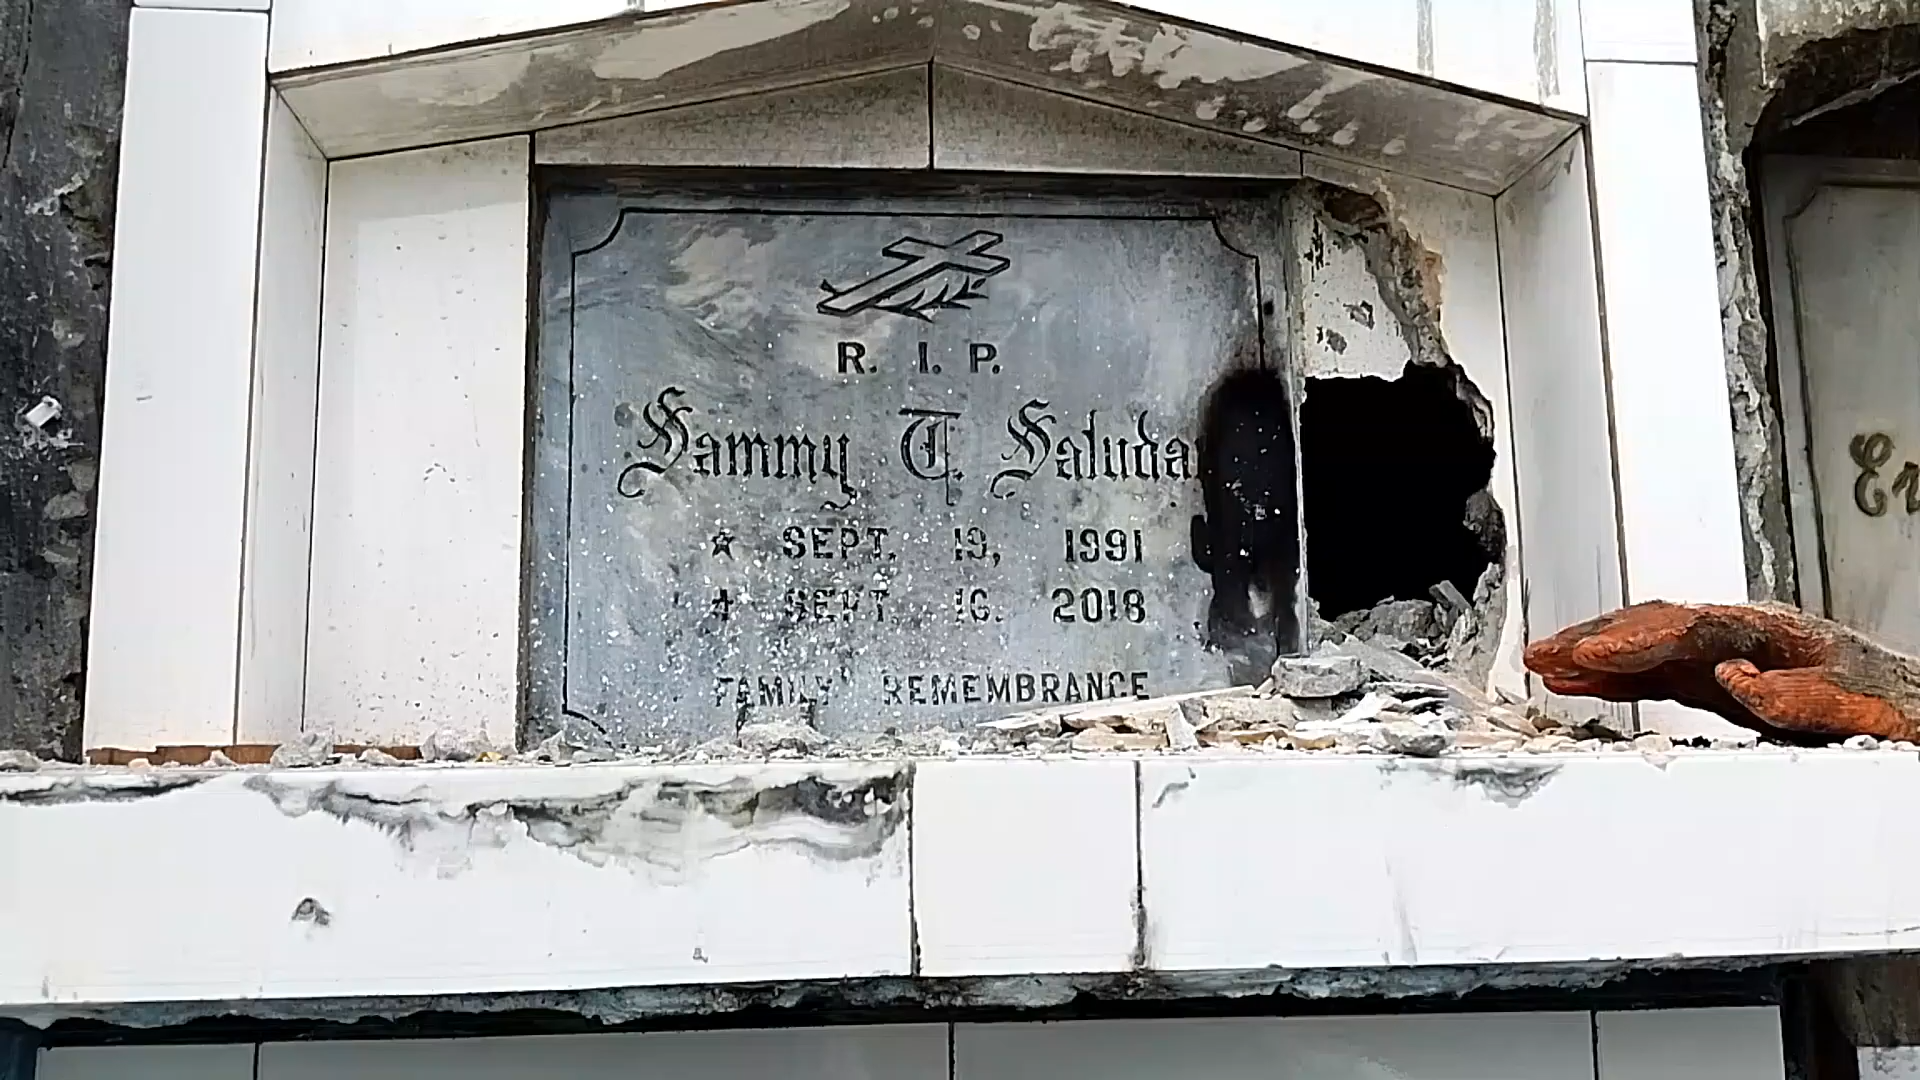 R. I. P.
Sammy T. Saluda
★ SEPT. 19, 1991
✝ SEPT. 16. 2018
FAMILY REMEMBRANCE